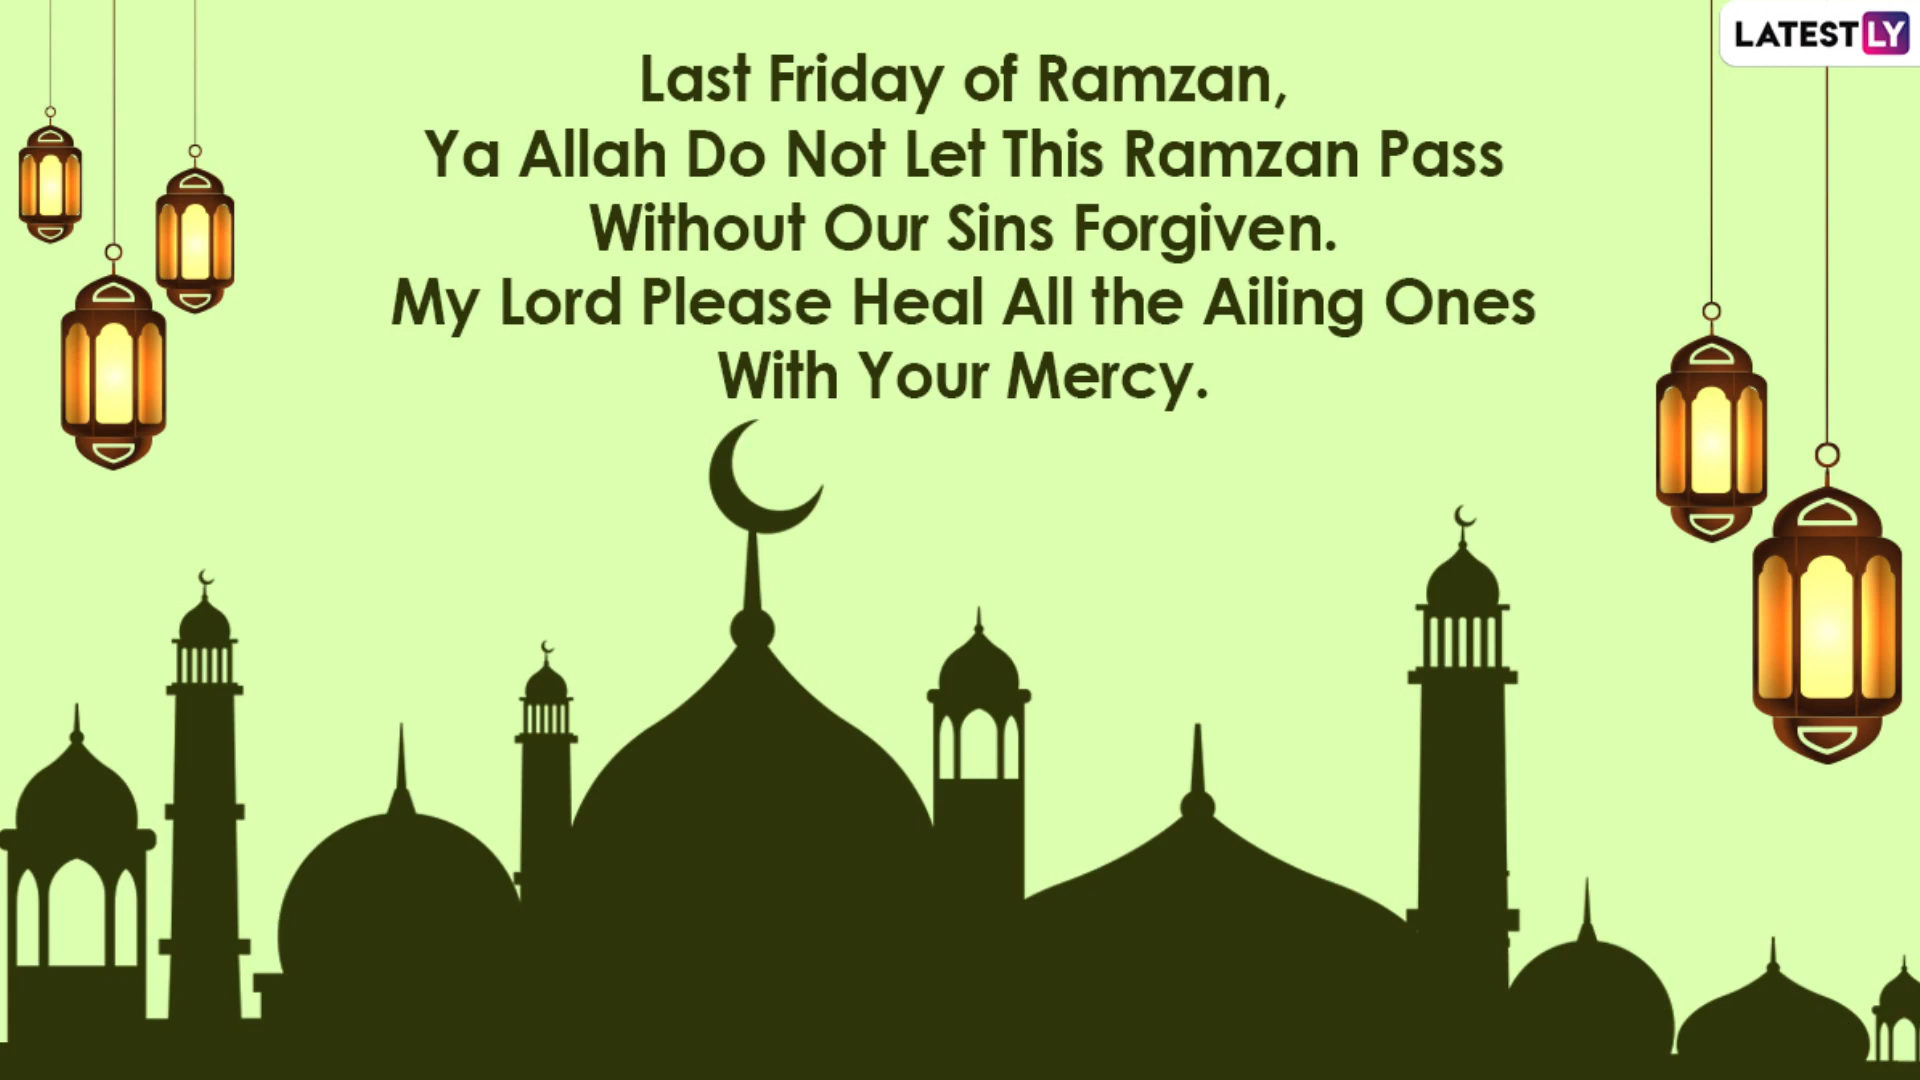 LATESTLY
Last Friday of Ramzan,
Ya Allah Do Not Let This Ramzan Pass
Without Our Sins Forgiven.
My Lord Please Heal All the Ailing Ones
With Your Mercy.